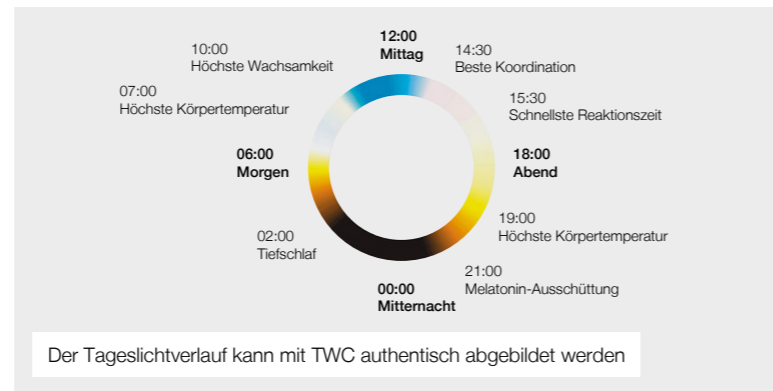 12:00
Mittag
10:00
Höchste Wachsamkeit
14:30
Beste Koordination
07:00
Höchste Körpertemperatur
15:30
Schnellste Reaktionszeit
06:00
Morgen
18:00
Abend
19:00
Höchste Körpertemperatur
02:00
Tiefschlaf
21:00
Melatonin-Ausschüttung
00:00
Mitternacht
Der Tageslichtverlauf kann mit TWC authentisch abgebildet werden